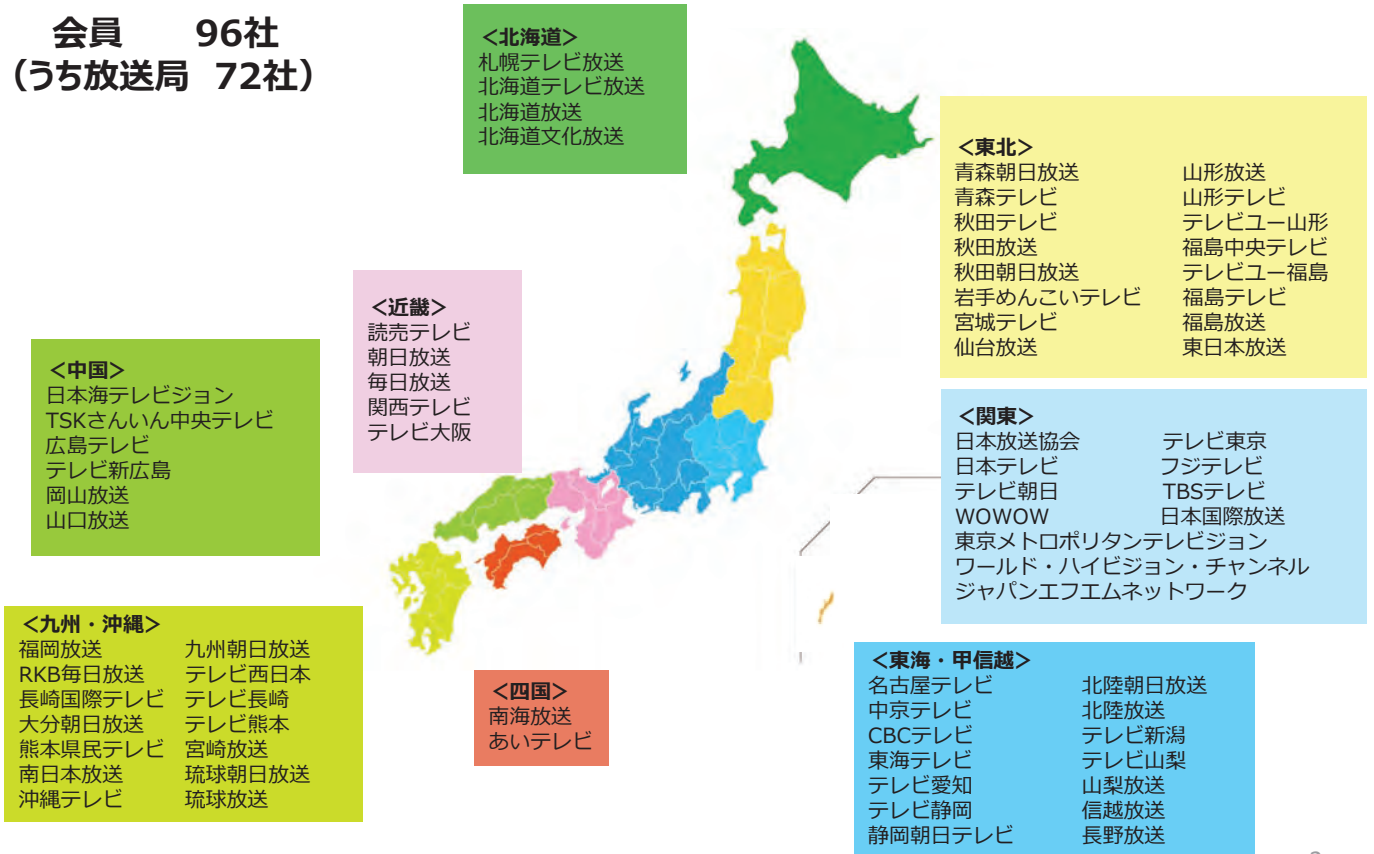 会員 96社
(うち放送局 72社)
<北海道>
札幌テレビ放送
北海道テレビ放送
北海道放送
北海道文化放送
<東北>
青森朝日放送 山形放送
青森テレビ 山形テレビ
秋田テレビ テレビユー山形
秋田放送 福島中央テレビ
秋田朝日放送 テレビユー福島
岩手めんこいテレビ 福島テレビ
宮城テレビ 福島放送
仙台放送 東日本放送
<近畿>
読売テレビ
朝日放送
毎日放送
関西テレビ
テレビ大阪
<中国>
日本海テレビジョン
TSKさんいん中央テレビ
広島テレビ
テレビ新広島
岡山放送
山口放送
<関東>
日本放送協会 テレビ東京
日本テレビ フジテレビ
テレビ朝日 TBSテレビ
WOWOW 日本国際放送
東京メトロポリタンテレビジョン
ワールド・ハイビジョン・チャンネル
ジャパンエフエムネットワーク
<九州・沖縄>
福岡放送 九州朝日放送
RKB毎日放送 テレビ西日本
長崎国際テレビ テレビ長崎
大分朝日放送 テレビ熊本
熊本県民テレビ 宮崎放送
南日本放送 琉球朝日放送
沖縄テレビ 琉球放送
<四国>
南海放送
あいテレビ
<東海・甲信越>
名古屋テレビ 北陸朝日放送
中京テレビ 北陸放送
CBCテレビ テレビ新潟
東海テレビ テレビ山梨
テレビ愛知 山梨放送
テレビ静岡 信越放送
静岡朝日テレビ 長野放送